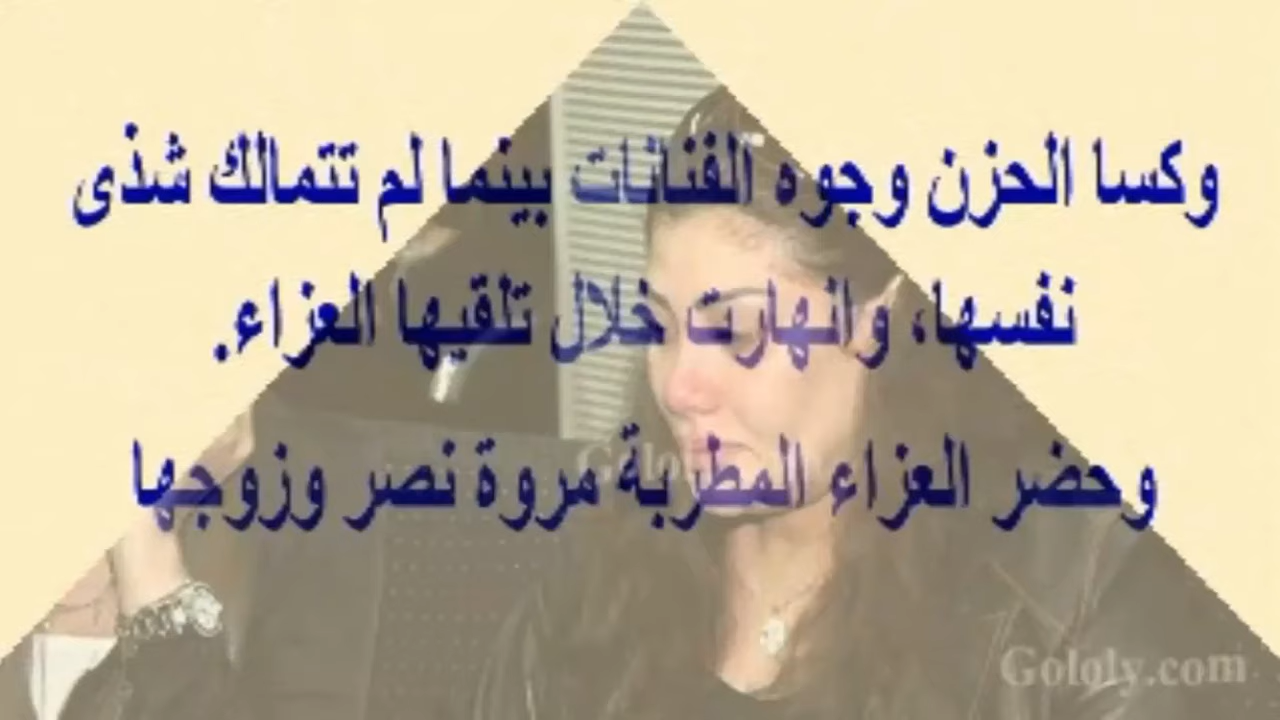 وكسا الحزن وجوه الفنانات بينما لم تتمالك شذى
نفسها، وانهارت خلال تلقيها العزاء.
وحضر العزاء المطربة مروة نصر وزوجها
Gololy
Gololy.com